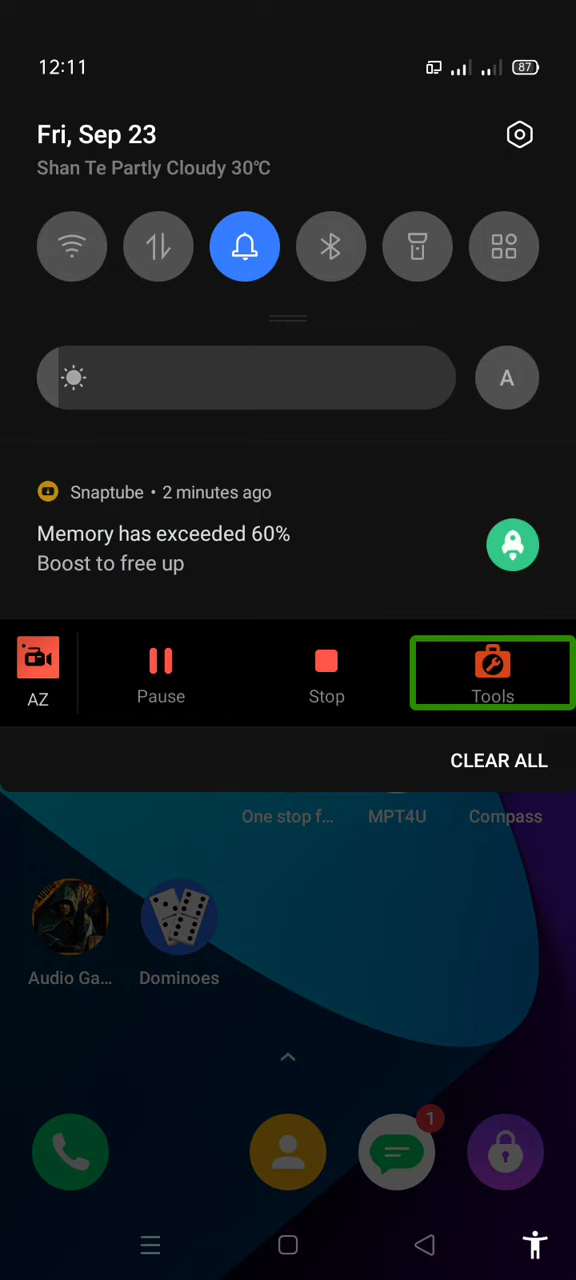 12:11
87
Fri, Sep 23
Shan Te Partly Cloudy 30℃
A
Snaptube • 2 minutes ago
Memory has exceeded 60%
Boost to free up
AZ
Pause
Stop
Tools
CLEAR ALL
One stop f...
MPT4U
Compass
AUDIO
Audio Ga...
Dominoes
1